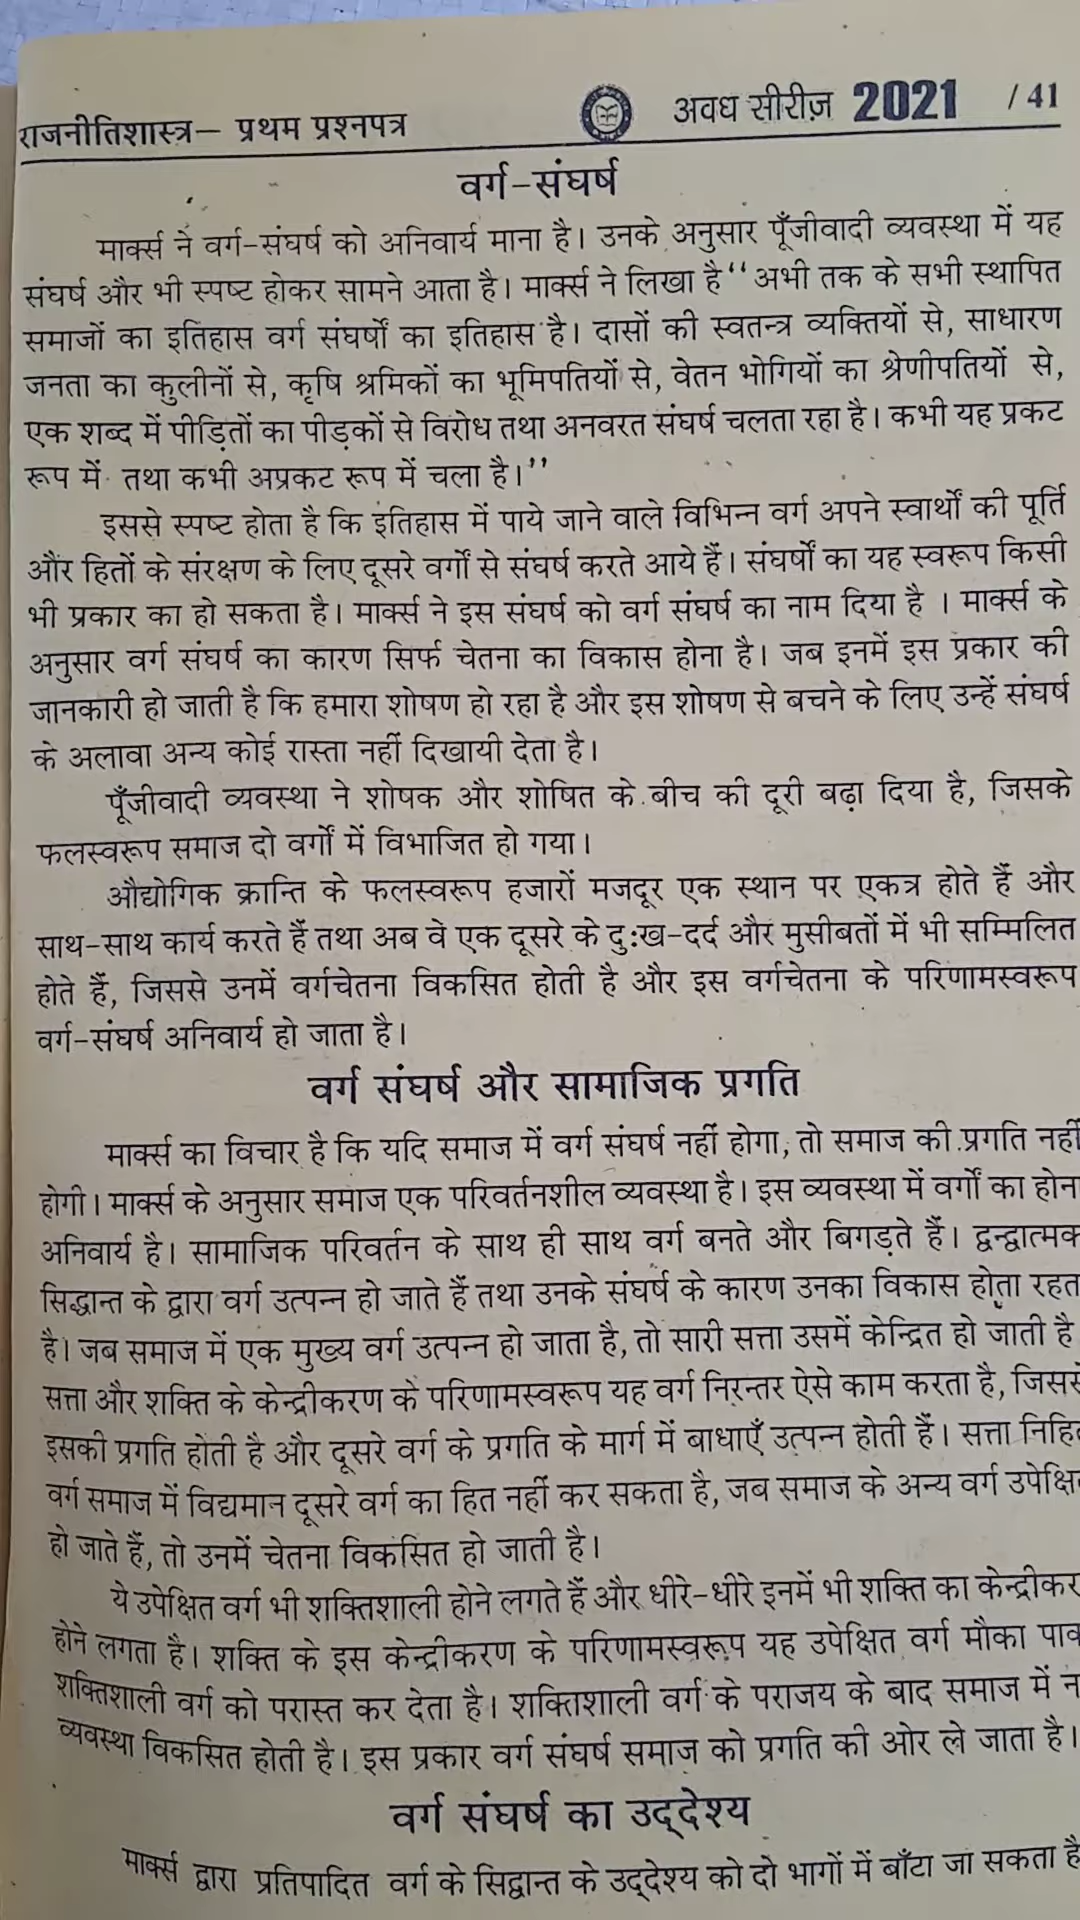 राजनीतिशास्त्र– प्रथम प्रश्नपत्र अवध सीरीज़ 2021 / 41
वर्ग-संघर्ष
मार्क्स ने वर्ग-संघर्ष को अनिवार्य माना है। उनके अनुसार पूँजीवादी व्यवस्था में यह
संघर्ष और भी स्पष्ट होकर सामने आता है। मार्क्स ने लिखा है “ अभी तक के सभी स्थापित
समाजों का इतिहास वर्ग संघर्षों का इतिहास है। दासों की स्वतन्त्र व्यक्तियों से, साधारण
जनता का कुलीनों से, कृषि श्रमिकों का भूमिपतियों से, वेतन भोगियों का श्रेणीपतियों से,
एक शब्द में पीड़ितों का पीड़कों से विरोध तथा अनवरत संघर्ष चलता रहा है। कभी यह प्रकट
रूप में तथा कभी अप्रकट रूप में चला है।”
इससे स्पष्ट होता है कि इतिहास में पाये जाने वाले विभिन्न वर्ग अपने स्वार्थों की पूर्ति
और हितों के संरक्षण के लिए दूसरे वर्गों से संघर्ष करते आये हैं। संघर्षों का यह स्वरूप किसी
भी प्रकार का हो सकता है। मार्क्स ने इस संघर्ष को वर्ग संघर्ष का नाम दिया है । मार्क्स के
अनुसार वर्ग संघर्ष का कारण सिर्फ चेतना का विकास होना है। जब इनमें इस प्रकार की
जानकारी हो जाती है कि हमारा शोषण हो रहा है और इस शोषण से बचने के लिए उन्हें संघर्ष
के अलावा अन्य कोई रास्ता नहीं दिखायी देता है।
पूँजीवादी व्यवस्था ने शोषक और शोषित के बीच की दूरी बढ़ा दिया है, जिसके
फलस्वरूप समाज दो वर्गों में विभाजित हो गया।
औद्योगिक क्रान्ति के फलस्वरूप हजारों मजदूर एक स्थान पर एकत्र होते हैं और
साथ-साथ कार्य करते हैं तथा अब वे एक दूसरे के दुःख-दर्द और मुसीबतों में भी सम्मिलित
होते हैं, जिससे उनमें वर्गचेतना विकसित होती है और इस वर्गचेतना के परिणामस्वरूप
वर्ग-संघर्ष अनिवार्य हो जाता है।
वर्ग संघर्ष और सामाजिक प्रगति
मार्क्स का विचार है कि यदि समाज में वर्ग संघर्ष नहीं होगा, तो समाज की प्रगति नहीं
होगी। मार्क्स के अनुसार समाज एक परिवर्तनशील व्यवस्था है। इस व्यवस्था में वर्गों का होन
अनिवार्य है। सामाजिक परिवर्तन के साथ ही साथ वर्ग बनते और बिगड़ते हैं। द्वन्द्वात्मक
सिद्धान्त के द्वारा वर्ग उत्पन्न हो जाते हैं तथा उनके संघर्ष के कारण उनका विकास होता रहत
है। जब समाज में एक मुख्य वर्ग उत्पन्न हो जाता है, तो सारी सत्ता उसमें केन्द्रित हो जाती है
सत्ता और शक्ति के केन्द्रीकरण के परिणामस्वरूप यह वर्ग निरन्तर ऐसे काम करता है, जिसस
इसकी प्रगति होती है और दूसरे वर्ग के प्रगति के मार्ग में बाधाएँ उत्पन्न होती हैं। सत्ता निहि
वर्ग समाज में विद्यमान दूसरे वर्ग का हित नहीं कर सकता है, जब समाज के अन्य वर्ग उपेक्षि
हो जाते हैं, तो उनमें चेतना विकसित हो जाती है।
ये उपेक्षित वर्ग भी शक्तिशाली होने लगते हैं और धीरे-धीरे इनमें भी शक्ति का केन्द्रीकर
होने लगता है। शक्ति के इस केन्द्रीकरण के परिणामस्वरूप यह उपेक्षित वर्ग मौका पाक
शक्तिशाली वर्ग को परास्त कर देता है। शक्तिशाली वर्ग के पराजय के बाद समाज में न
व्यवस्था विकसित होती है। इस प्रकार वर्ग संघर्ष समाज को प्रगति की ओर ले जाता है।
वर्ग संघर्ष का उद्‌देश्य
मार्क्स द्वारा प्रतिपादित वर्ग के सिद्वान्त के उद्‌देश्य को दो भागों में बाँटा जा सकता है